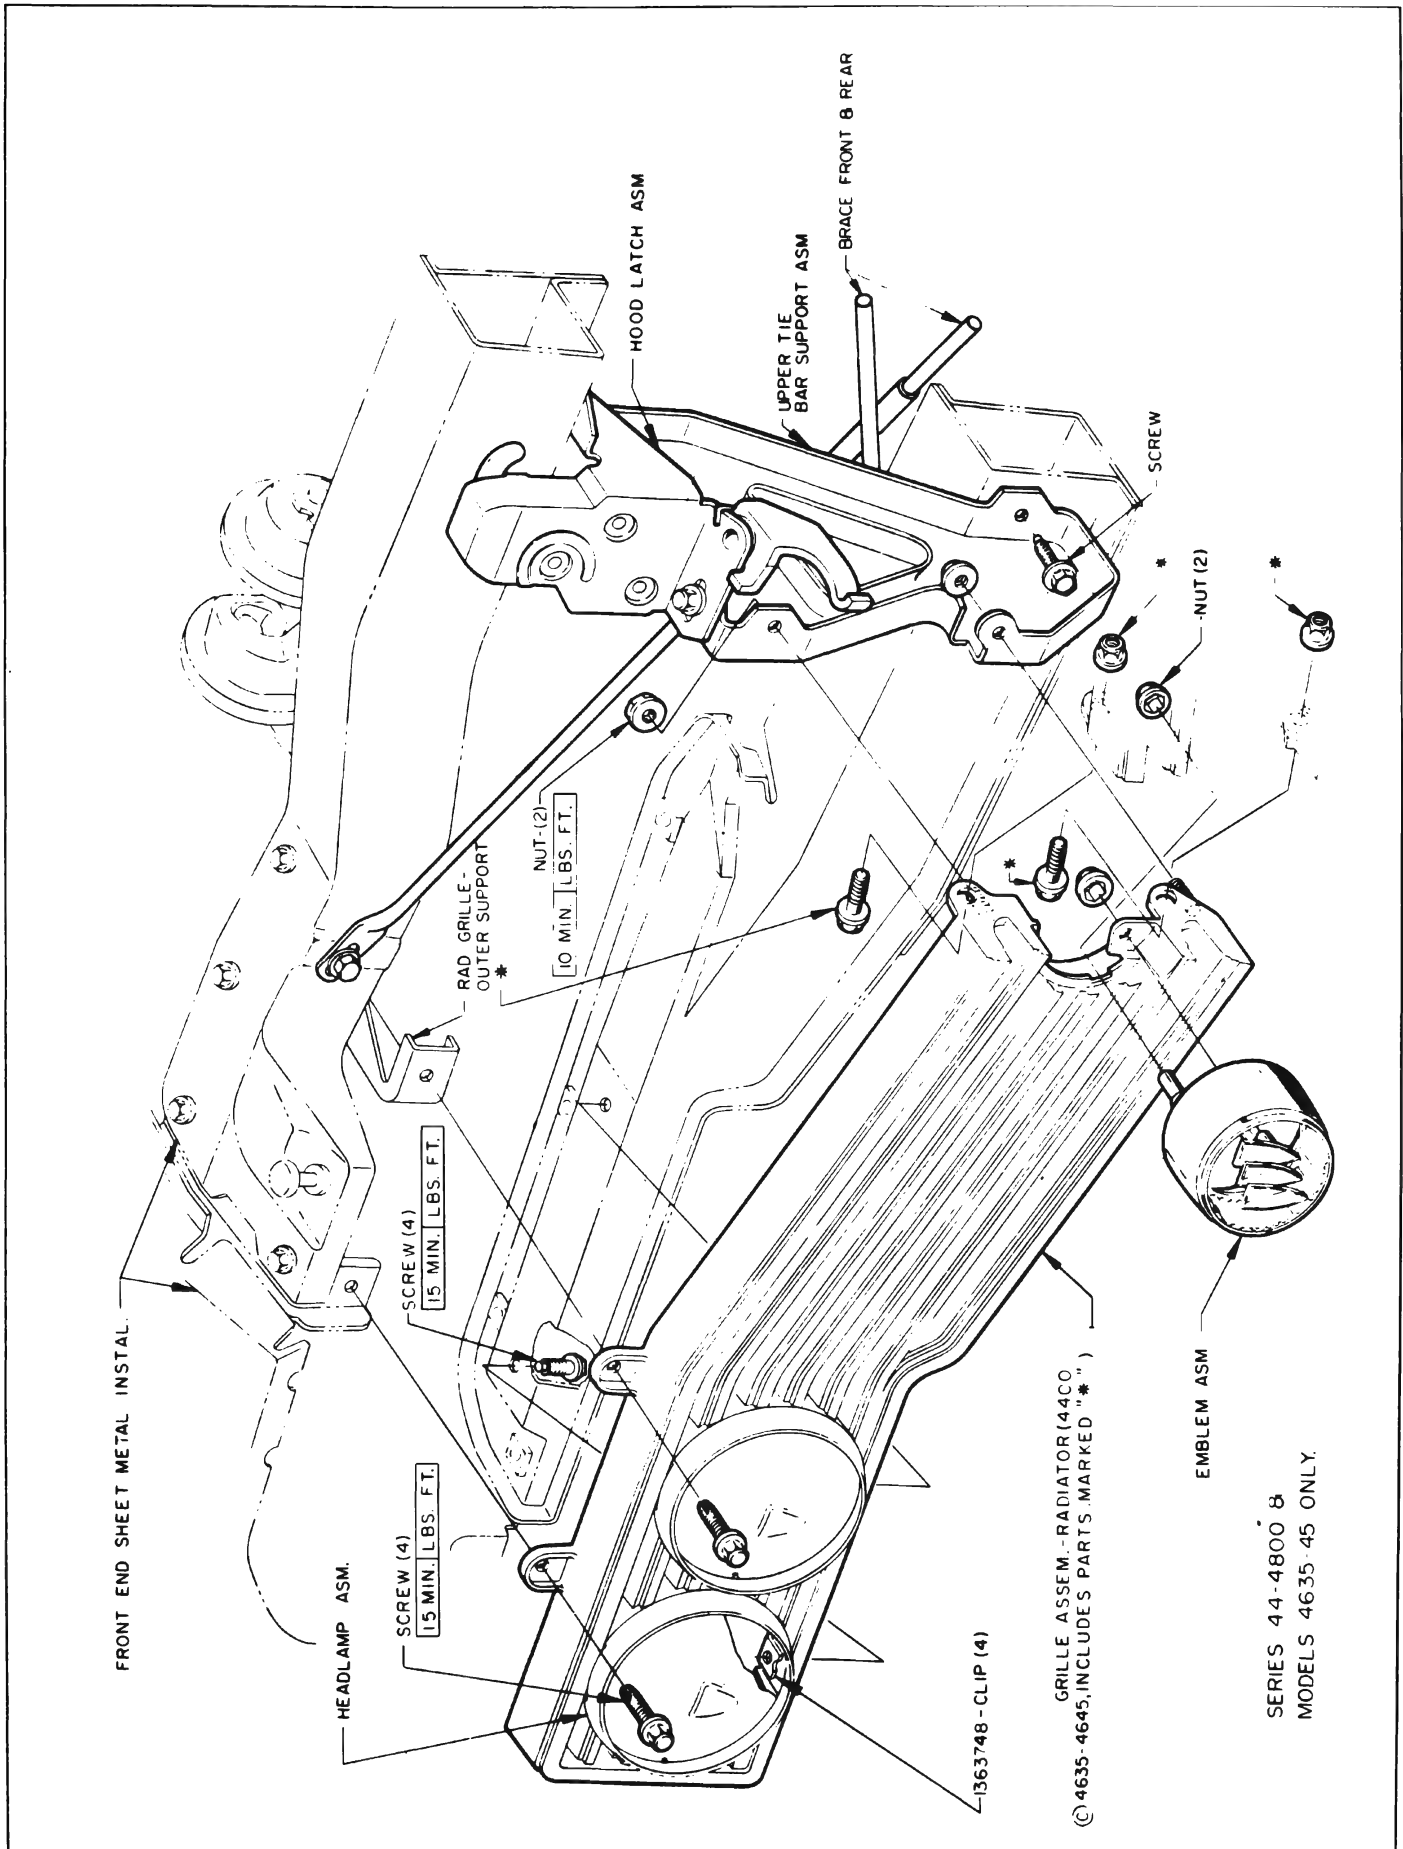 FRONT END SHEET METAL INSTAL.
HEADLAMP ASM.
SCREW (4)
15 MIN. LBS. FT.
SCREW (4)
15 MIN. LBS. FT.
RAD GRILLE-
OUTER SUPPORT
*
NUT-(2)
10 MIN. LBS. FT.
HOOD LATCH ASM
UPPER TIE
BAR SUPPORT ASM
BRACE FRONT & REAR
SCREW
*
NUT (2)
*
*
1363748-CLIP (4)
GRILLE ASSEM.-RADIATOR (44CO
© 4635-4645, INCLUDES PARTS MARKED "*")
EMBLEM ASM
SERIES 44-4800 &
MODELS 4635-45 ONLY.